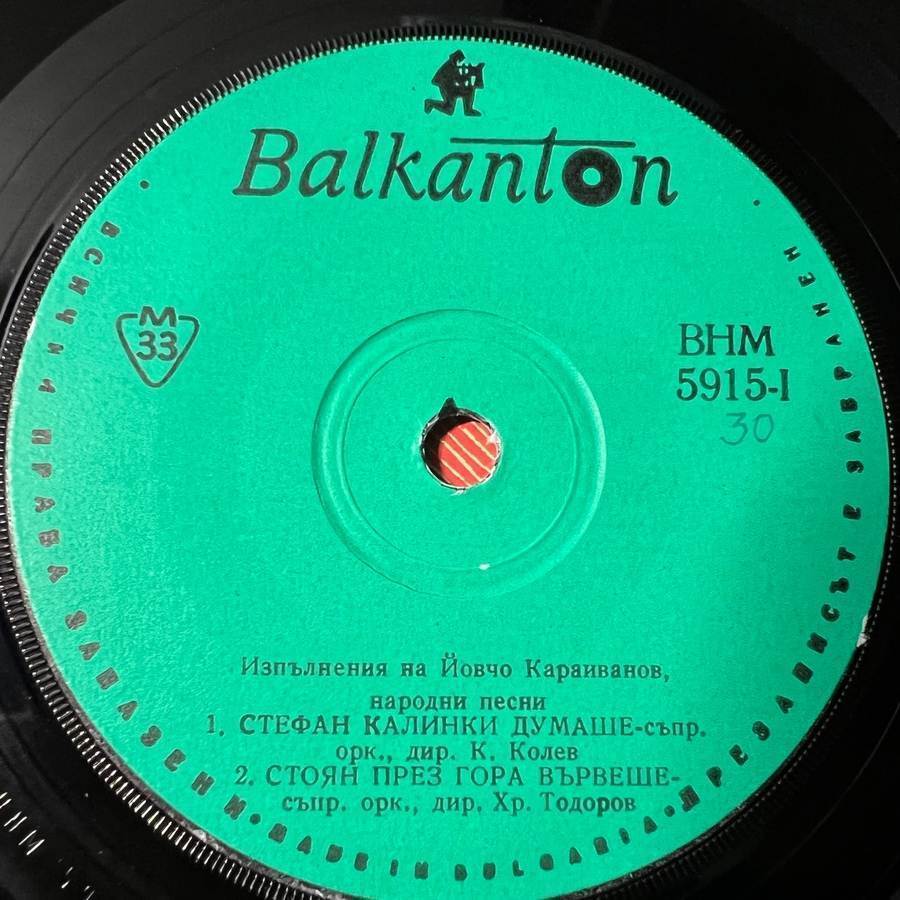 Balkanton
M
33
ВНМ
5915-I
30
Изпълнения на Йовчо Караиванов,
народни песни
1. СТЕФАН КАЛИНКИ ДУМАШЕ-съпр.
орк., дир. К. Колев
2. СТОЯН ПРЕЗ ГОРА ВЪРВЕШЕ-
съпр. орк., дир. Хр. Тодоров
• ВСИЧКИ ПРАВА ЗАПАЗЕНИ • MADE IN BULGARIA • ПРЕЗАПИСЪТ Е ЗАБРАНЕН •